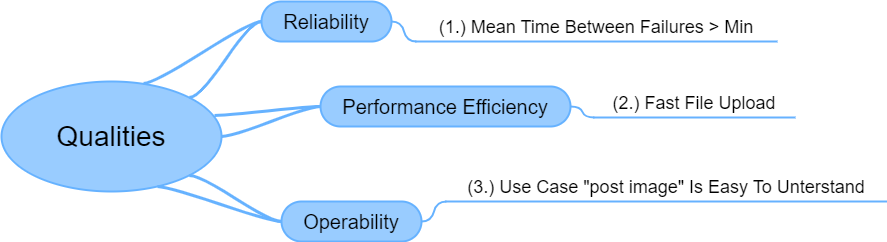 Qualities
Reliability
(1.) Mean Time Between Failures > Min
Performance Efficiency
(2.) Fast File Upload
Operability
(3.) Use Case "post image" Is Easy To Unterstand